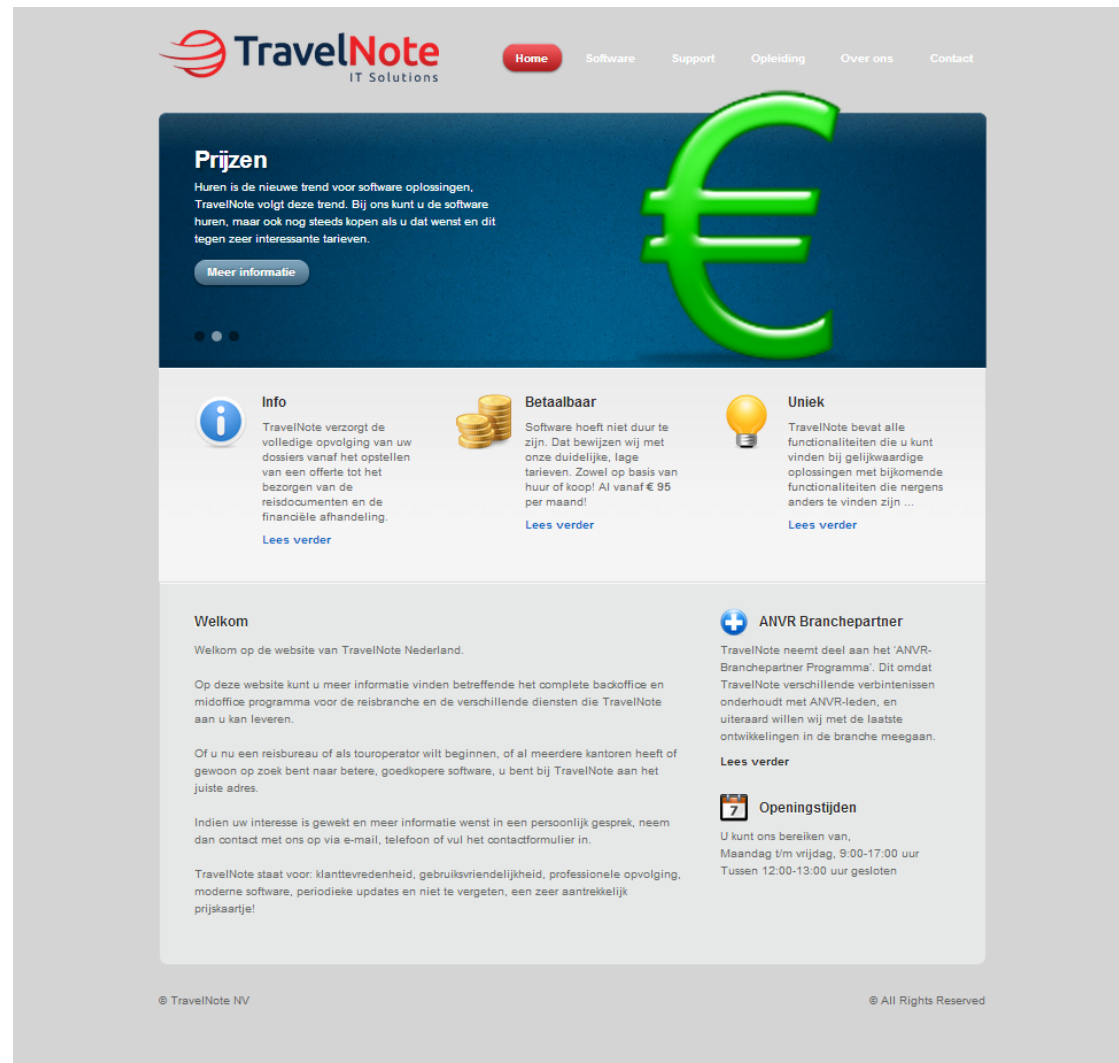 TravelNote
IT Solutions
Home Software Support Opleiding Over ons Contact
Prijzen
Huren is de nieuwe trend voor software oplossingen,
TravelNote volgt deze trend. Bij ons kunt u de software
huren, maar ook nog steeds kopen als u dat wenst en dit
tegen zeer interessante tarieven.
Meer informatie
€
Info
TravelNote verzorgt de
volledige opvolging van uw
dossiers vanaf het opstellen
van een offerte tot het
bezorgen van de
reisdocumenten en de
financiële afhandeling.
Lees verder
Betaalbaar
Software hoeft niet duur te
zijn. Dat bewijzen wij met
onze duidelijke, lage
tarieven. Zowel op basis van
huur of koop! Al vanaf € 95
per maand!
Lees verder
Uniek
TravelNote bevat alle
functionaliteiten die u kunt
vinden bij gelijkwaardige
oplossingen met bijkomende
functionaliteiten die nergens
anders te vinden zijn ...
Lees verder
Welkom
Welkom op de website van TravelNote Nederland.
Op deze website kunt u meer informatie vinden betreffende het complete backoffice en
midoffice programma voor de reisbranche en de verschillende diensten die TravelNote
aan u kan leveren.
Of u nu een reisbureau of als touroperator wilt beginnen, of al meerdere kantoren heeft of
gewoon op zoek bent naar betere, goedkopere software, u bent bij TravelNote aan het
juiste adres.
Indien uw interesse is gewekt en meer informatie wenst in een persoonlijk gesprek, neem
dan contact met ons op via e-mail, telefoon of vul het contactformulier in.
TravelNote staat voor: klanttevredenheid, gebruiksvriendelijkheid, professionele opvolging,
moderne software, periodieke updates en niet te vergeten, een zeer aantrekkelijk
prijskaartje!
ANVR Branchepartner
TravelNote neemt deel aan het 'ANVR-
Branchepartner Programma'. Dit omdat
TravelNote verschillende verbintenissen
onderhoudt met ANVR-leden, en
uiteraard willen wij met de laatste
ontwikkelingen in de branche meegaan.
Lees verder
7
Openingstijden
U kunt ons bereiken van,
Maandag t/m vrijdag, 9:00-17:00 uur
Tussen 12:00-13:00 uur gesloten
© TravelNote NV
© All Rights Reserved